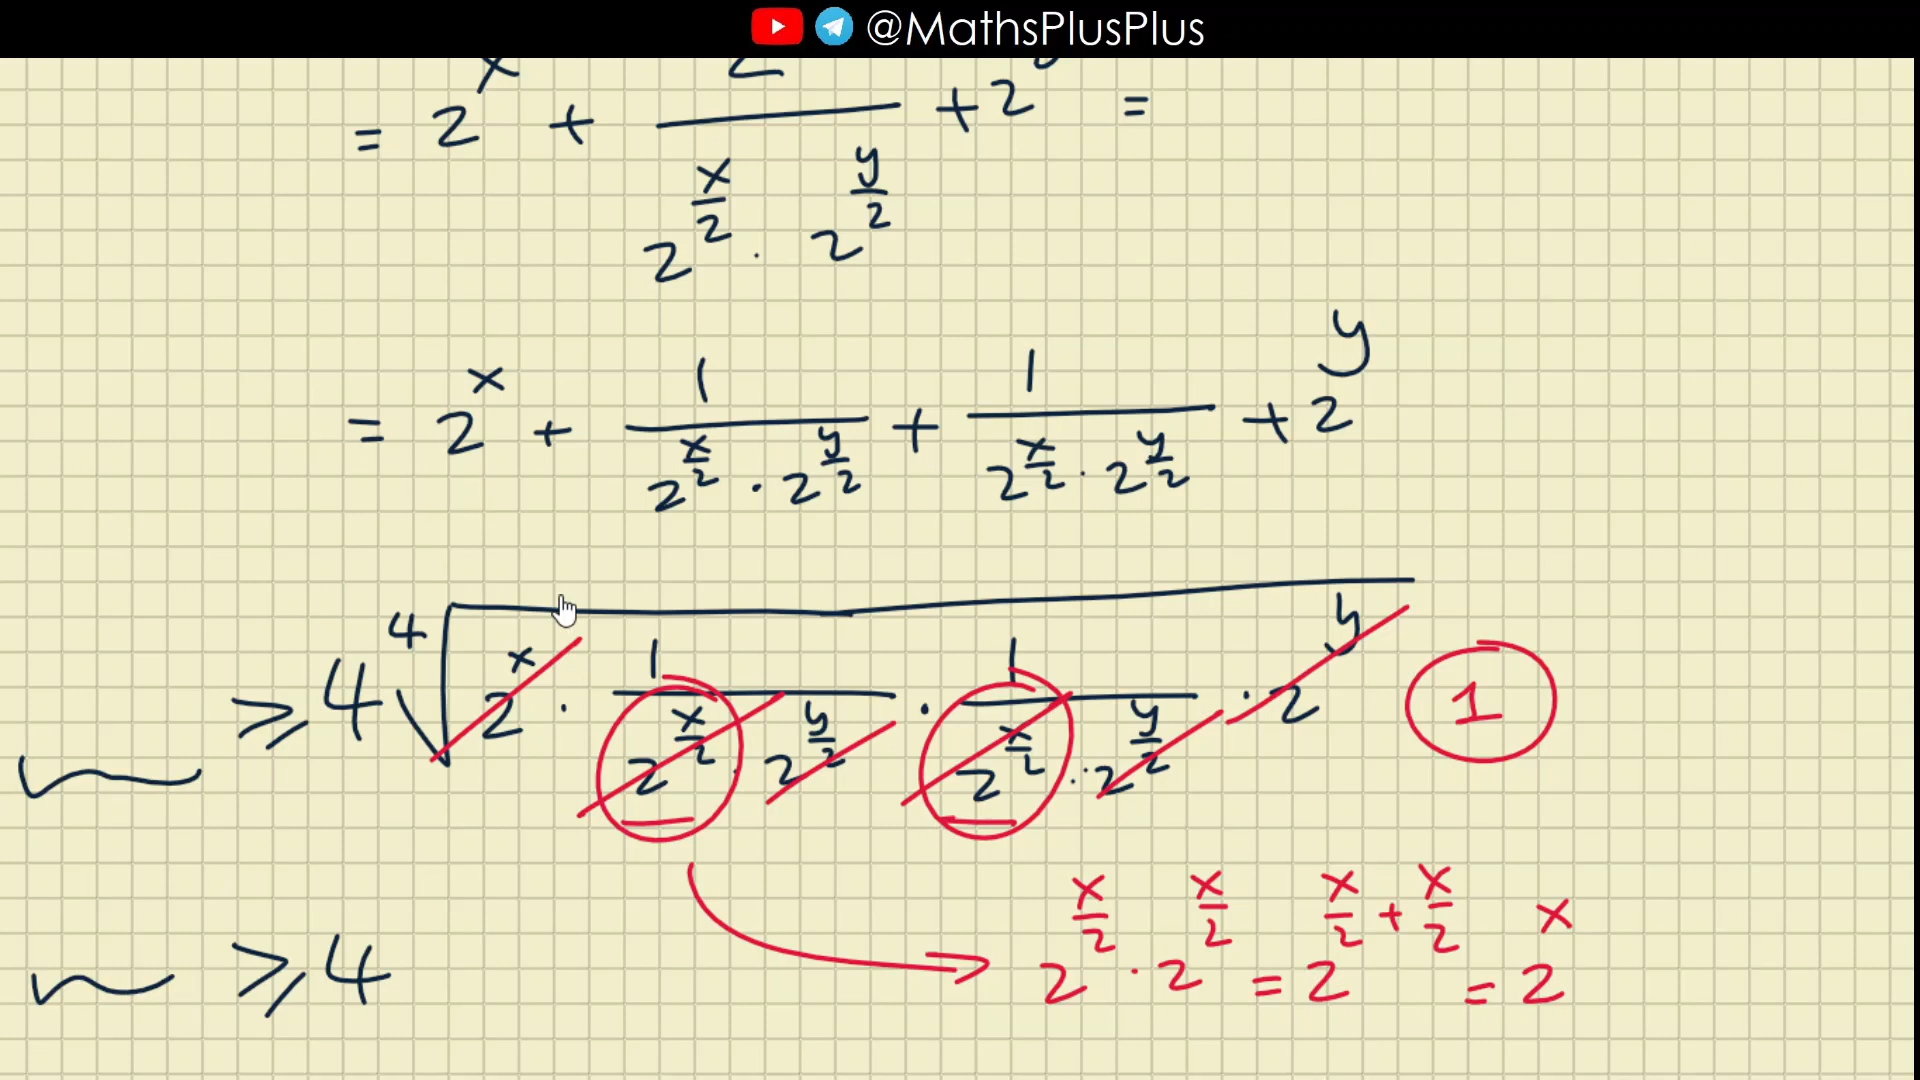 @MathsPlusPlus
= 2^x + 2/(2^(x/2) · 2^(y/2)) + 2^y =
= 2^x + 1/(2^(x/2) · 2^(y/2)) + 1/(2^(x/2) · 2^(y/2)) + 2^y
⩾ 4 ∜(2^x · 1/(2^(x/2) · 2^(y/2)) · 1/(2^(x/2) · 2^(y/2)) · 2^y) 1
⩾ 4
2^(x/2) · 2^(x/2) = 2^(x/2 + x/2) = 2^x